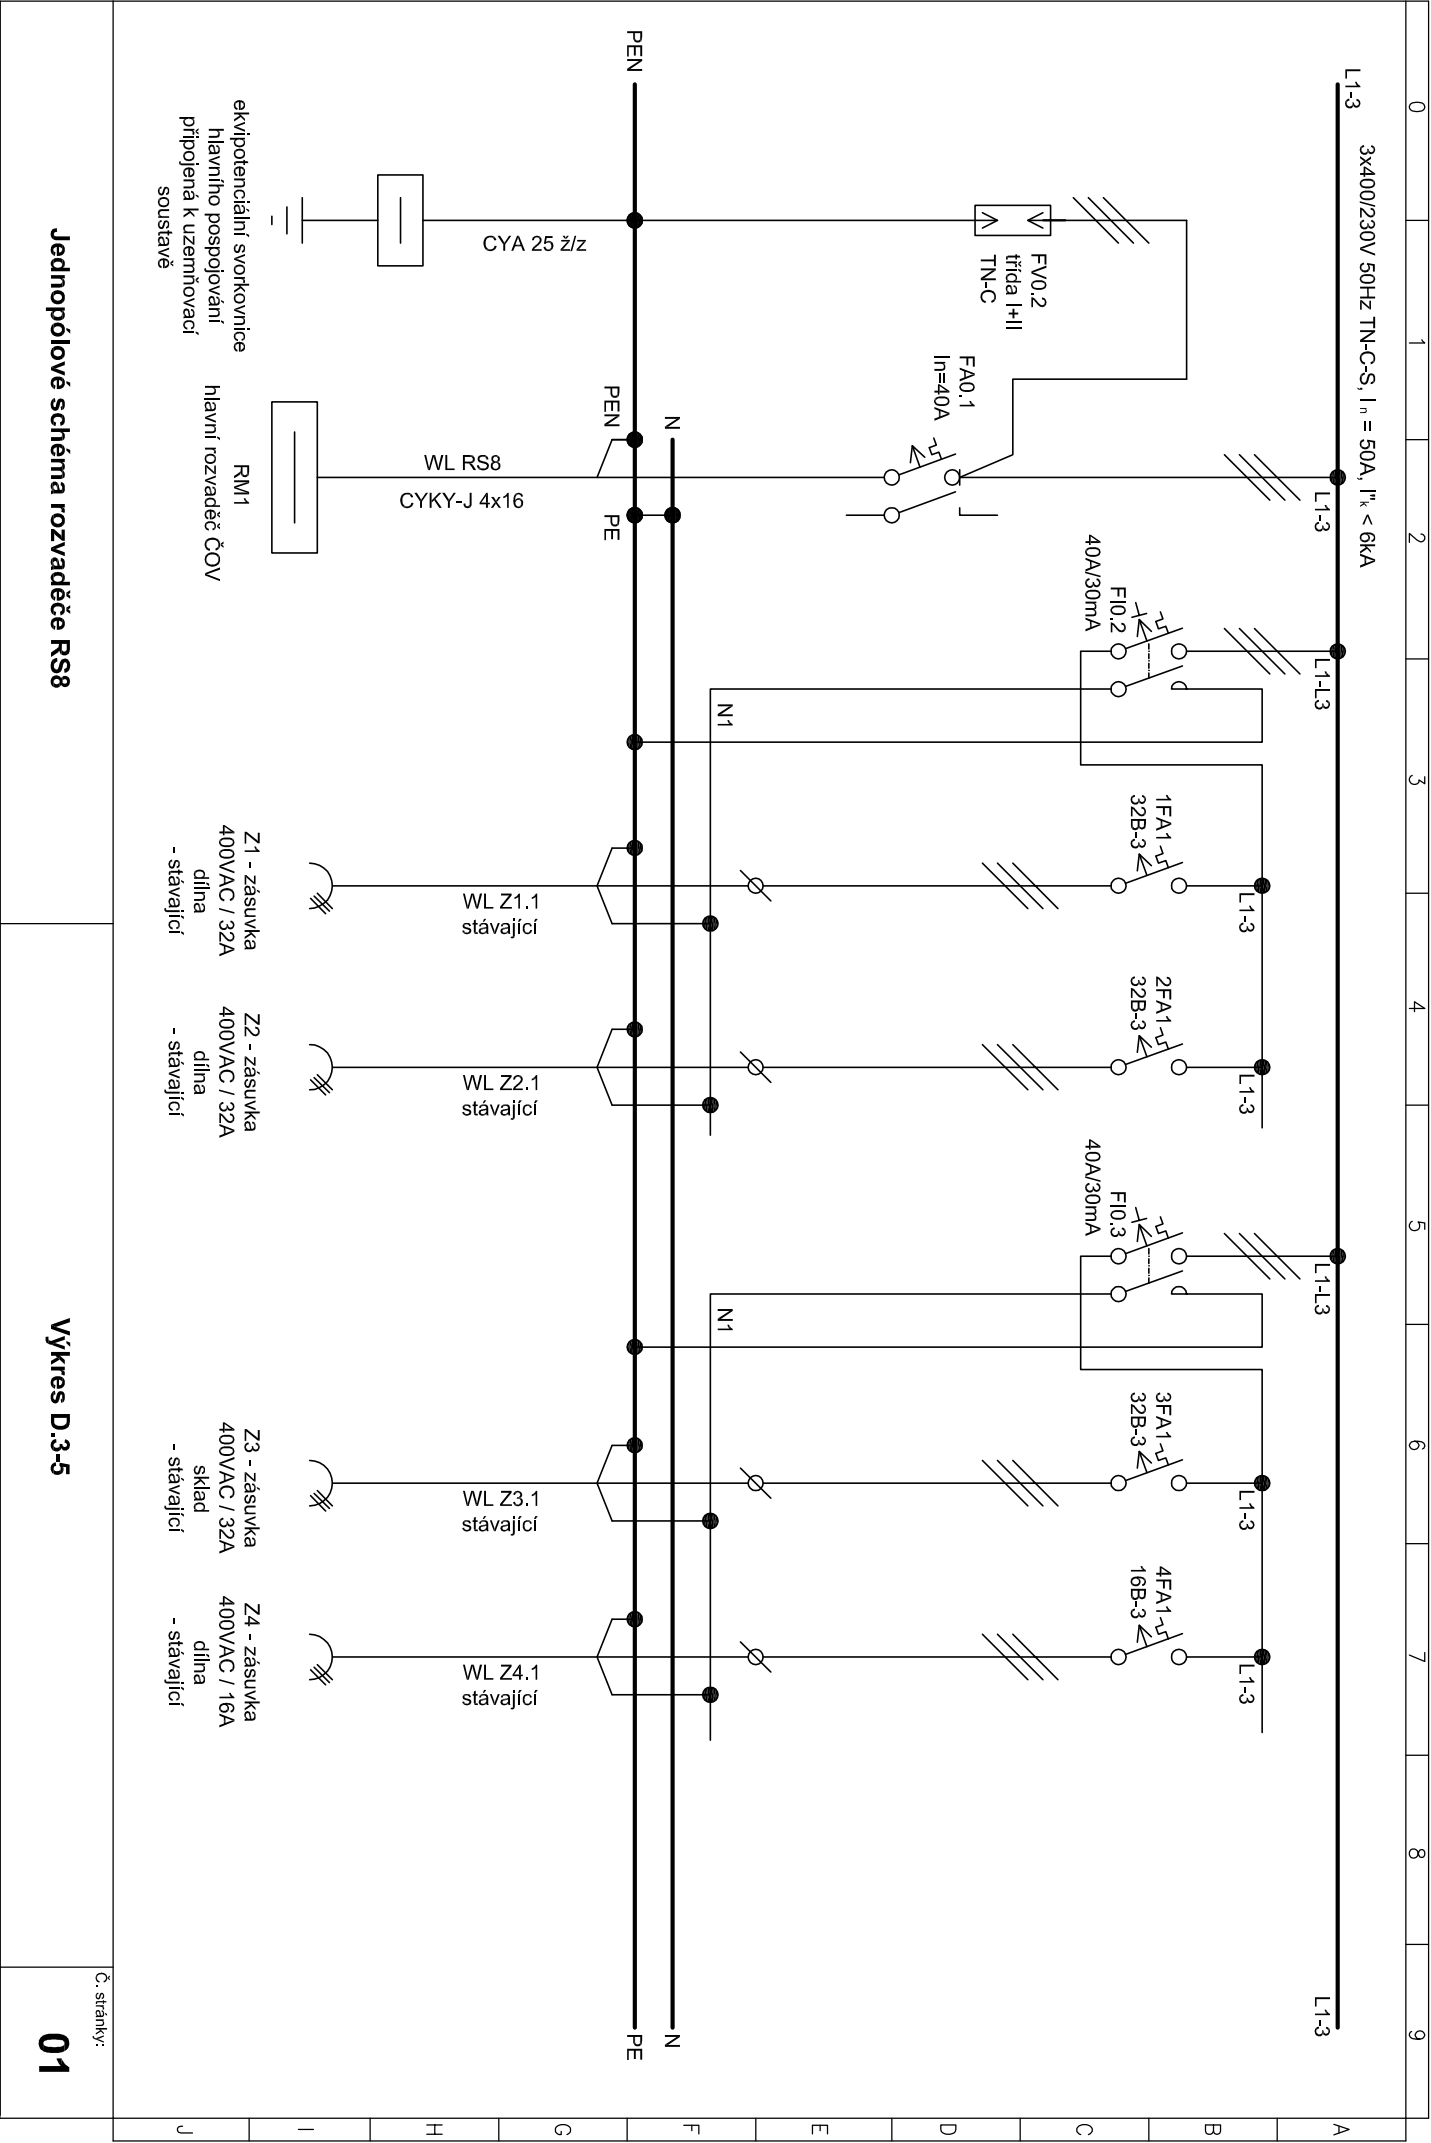 0
1
2
3
4
5
6
7
8
9
A
B
C
D
E
F
G
H
I
J
L1-3
3x400/230V 50Hz TN-C-S, I n = 50A, I"k < 6kA
L1-3
L1-3
L1-L3
L1-L3
FV0.2
třída I+II
TN-C
FA0.1
In=40A
FI0.2
40A/30mA
1FA1
32B-3
L1-3
2FA1
32B-3
L1-3
FI0.3
40A/30mA
3FA1
32B-3
L1-3
4FA1
16B-3
L1-3
N1
N1
N
N
PEN
PEN
PE
PE
CYA 25 ž/z
WL RS8
CYKY-J 4x16
WL Z1.1
stávající
WL Z2.1
stávající
WL Z3.1
stávající
WL Z4.1
stávající
ekvipotenciální svorkovnice
hlavního pospojování
připojená k uzemňovací
soustavě
RM1
hlavní rozvaděč ČOV
Z1 - zásuvka
400VAC / 32A
dílna
- stávající
Z2 - zásuvka
400VAC / 32A
dílna
- stávající
Z3 - zásuvka
400VAC / 32A
sklad
- stávající
Z4 - zásuvka
400VAC / 16A
dílna
- stávající
Jednopólové schéma rozvaděče RS8
Výkres D.3-5
Č. stránky:
01